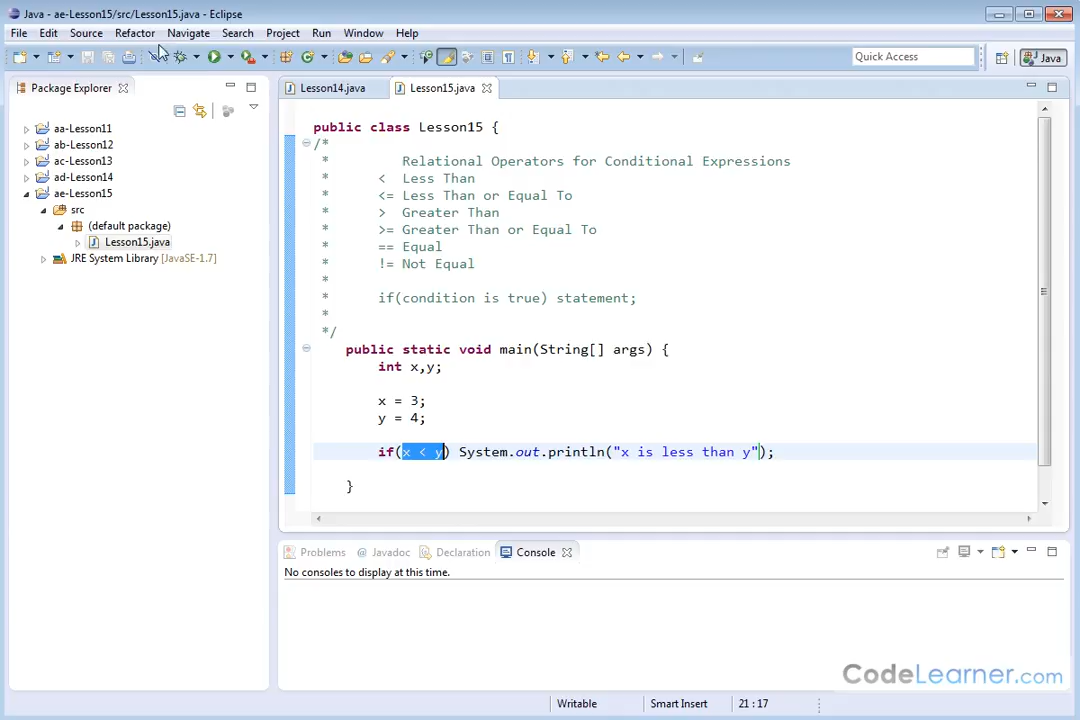 Java - ae-Lesson15/src/Lesson15.java - Eclipse
File Edit Source Refactor Navigate Search Project Run Window Help
Quick Access
Java
Package Explorer
Lesson14.java
Lesson15.java
aa-Lesson11
ab-Lesson12
ac-Lesson13
ad-Lesson14
ae-Lesson15
src
(default package)
Lesson15.java
JRE System Library [JavaSE-1.7]
public class Lesson15 {
/*
* Relational Operators for Conditional Expressions
* < Less Than
* <= Less Than or Equal To
* > Greater Than
* >= Greater Than or Equal To
* == Equal
* != Not Equal
*
* if(condition is true) statement;
*
*/
public static void main(String[] args) {
int x,y;
x = 3;
y = 4;
if(x < y) System.out.println("x is less than y");
}
Problems @ Javadoc Declaration Console
No consoles to display at this time.
CodeLearner.com
Writable Smart Insert 21 : 17